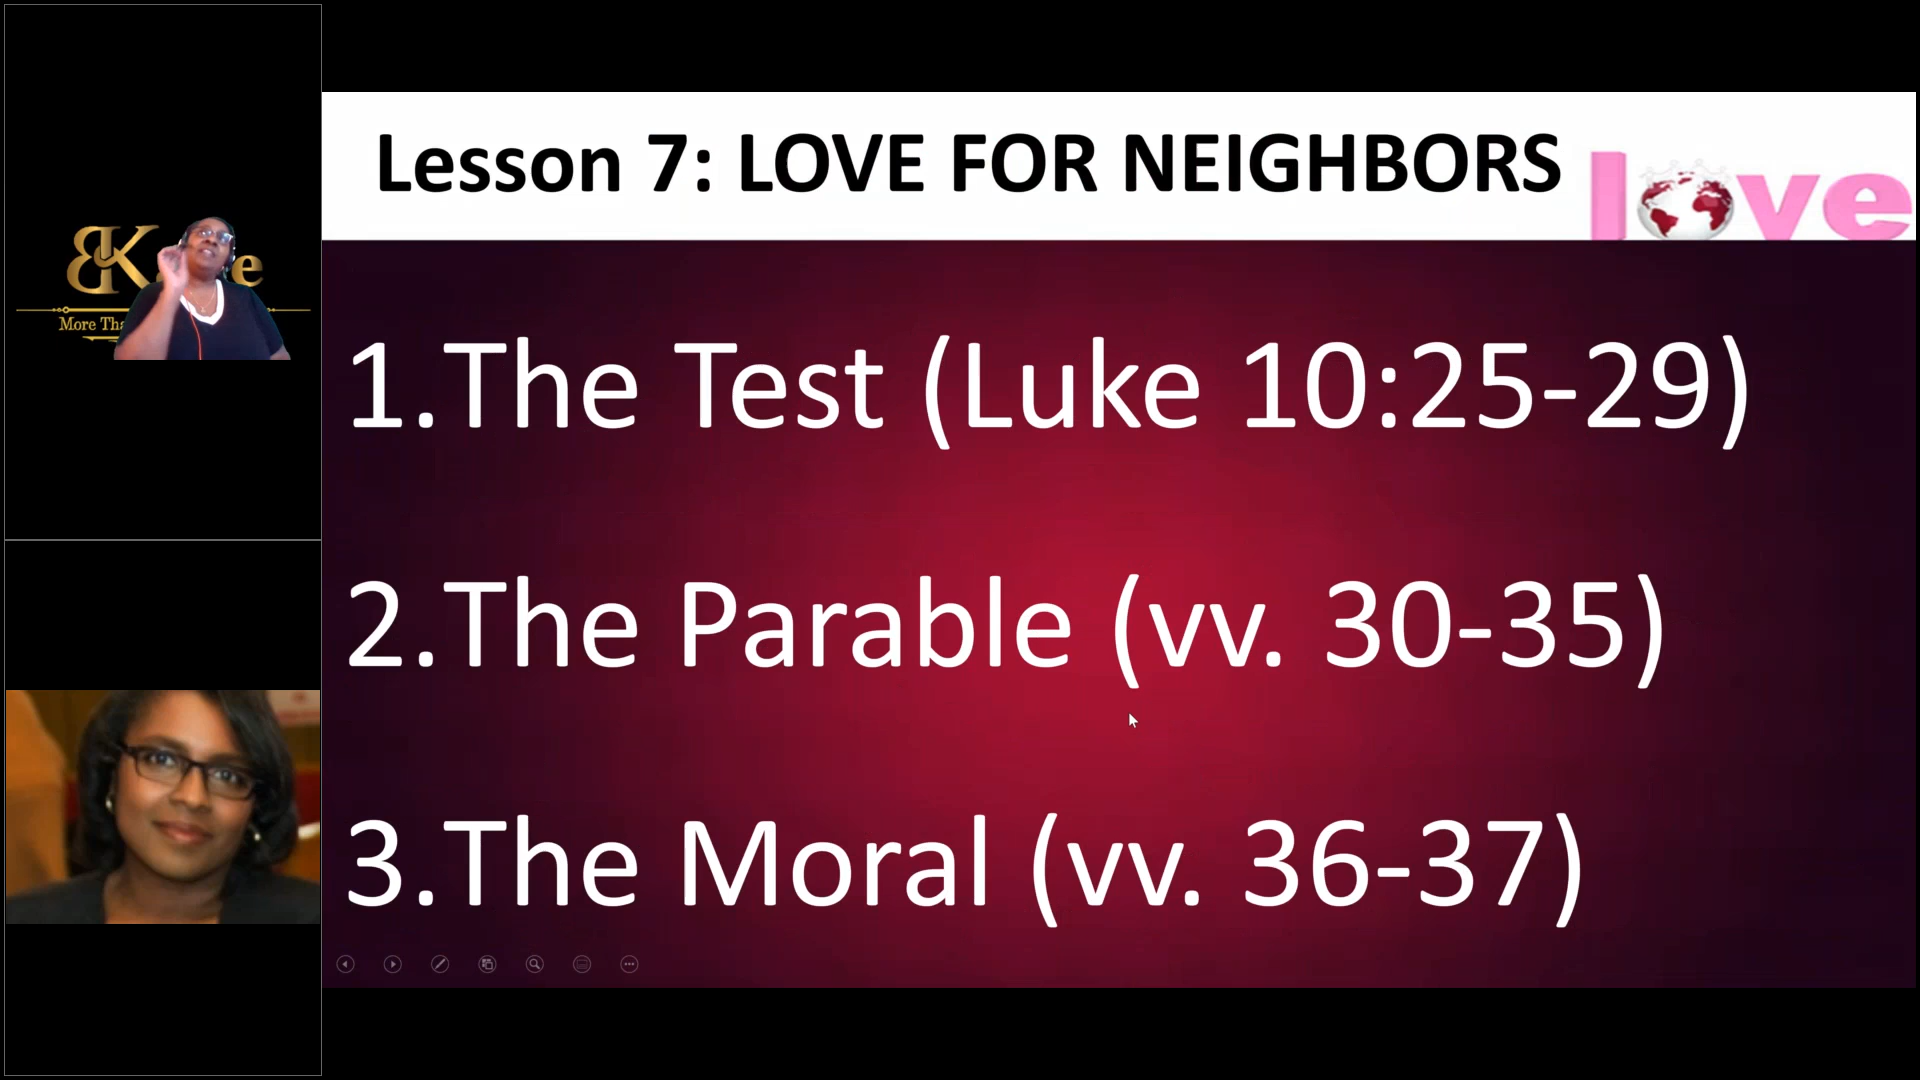 Lesson 7: LOVE FOR NEIGHBORS
love
1.The Test (Luke 10:25-29)
2.The Parable (vv. 30-35)
3.The Moral (vv. 36-37)
More